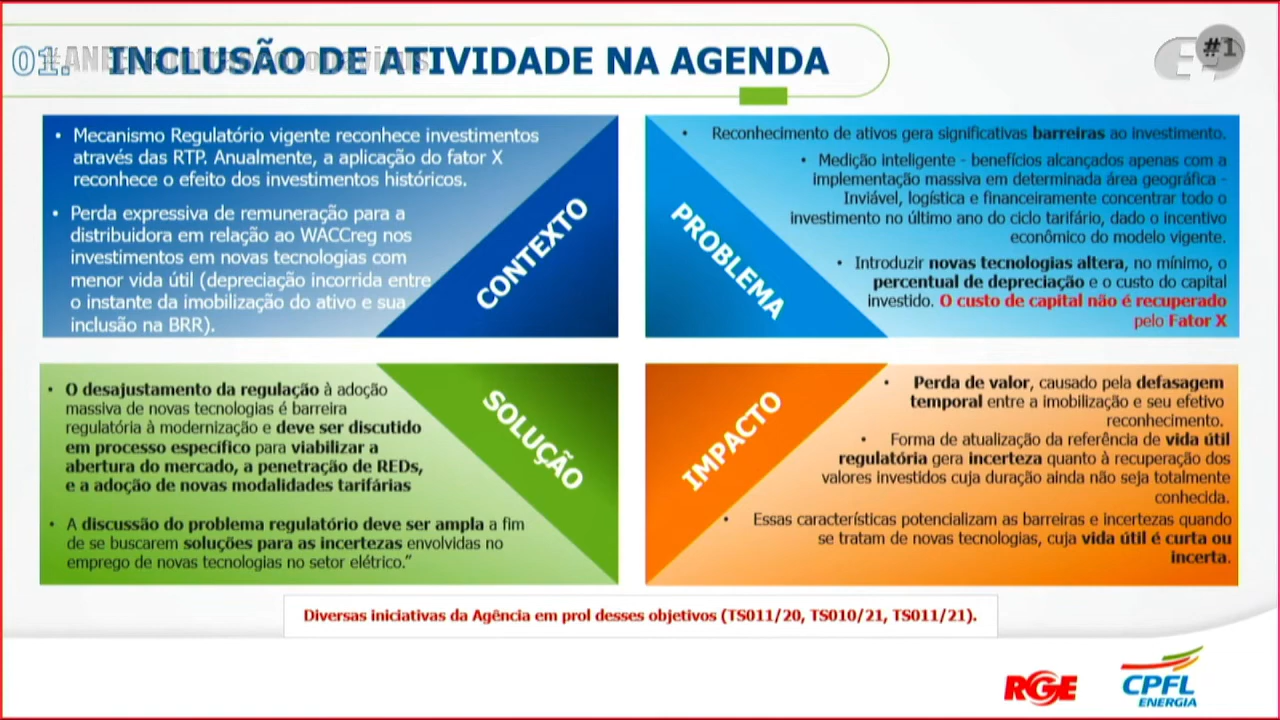 01. INCLUSÃO DE ATIVIDADE NA AGENDA
#1
• Mecanismo Regulatório vigente reconhece investimentos
através das RTP. Anualmente, a aplicação do fator X
reconhece o efeito dos investimentos históricos.
• Perda expressiva de remuneração para a
distribuidora em relação ao WACCreg nos
investimentos em novas tecnologias com
menor vida útil (depreciação incorrida entre
o instante da imobilização do ativo e sua
inclusão na BRR).
CONTEXTO
• Reconhecimento de ativos gera significativas barreiras ao investimento.
• Medição inteligente - benefícios alcançados apenas com a
implementação massiva em determinada área geográfica -
Inviável, logística e financeiramente concentrar todo o
investimento no último ano do ciclo tarifário, dado o incentivo
econômico do modelo vigente.
• Introduzir novas tecnologias altera, no mínimo, o
percentual de depreciação e o custo do capital
investido. O custo de capital não é recuperado
pelo Fator X
PROBLEMA
• O desajustamento da regulação à adoção
massiva de novas tecnologias é barreira
regulatória à modernização e deve ser discutido
em processo específico para viabilizar a
abertura do mercado, a penetração de REDs,
e a adoção de novas modalidades tarifárias
• A discussão do problema regulatório deve ser ampla a fim
de se buscarem soluções para as incertezas envolvidas no
emprego de novas tecnologias no setor elétrico.”
SOLUÇÃO
• Perda de valor, causado pela defasagem
temporal entre a imobilização e seu efetivo
reconhecimento.
• Forma de atualização da referência de vida útil
regulatória gera incerteza quanto à recuperação dos
valores investidos cuja duração ainda não seja totalmente
conhecida.
• Essas características potencializam as barreiras e incertezas quando
se tratam de novas tecnologias, cuja vida útil é curta ou
incerta.
IMPACTO
Diversas iniciativas da Agência em prol desses objetivos (TS011/20, TS010/21, TS011/21).
RGE
CPFL
ENERGIA